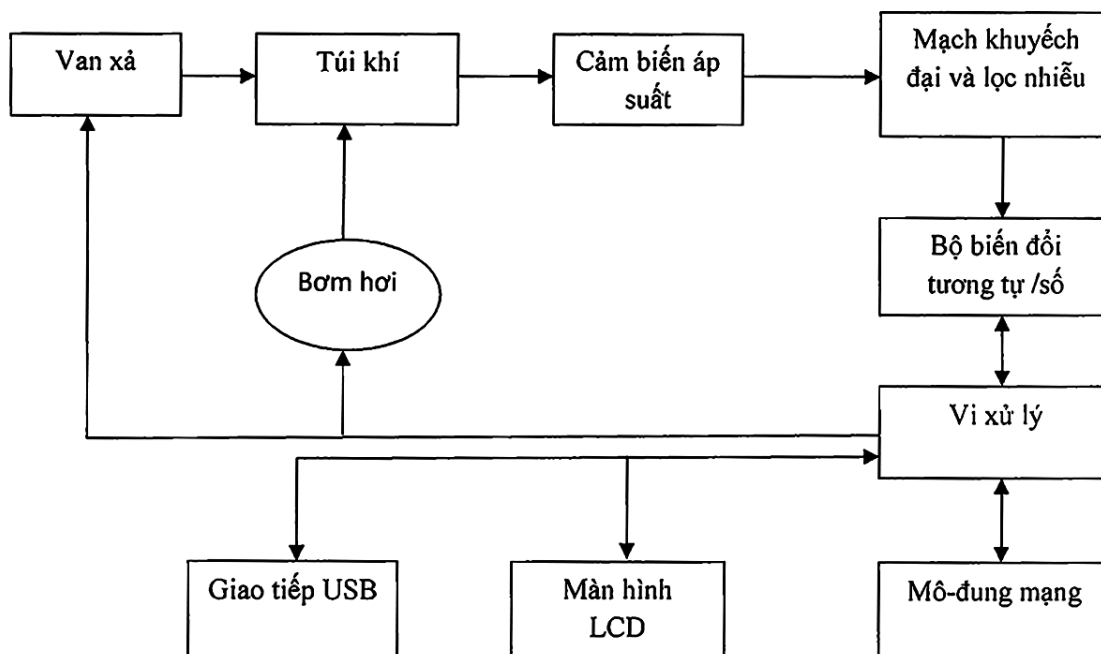 Van xả
Túi khí
Cảm biến áp
suất
Mạch khuyếch
đại và lọc nhiễu
Bơm hơi
Bộ biến đổi
tương tự /số
Vi xử lý
Giao tiếp USB
Màn hình
LCD
Mô-đung mạng